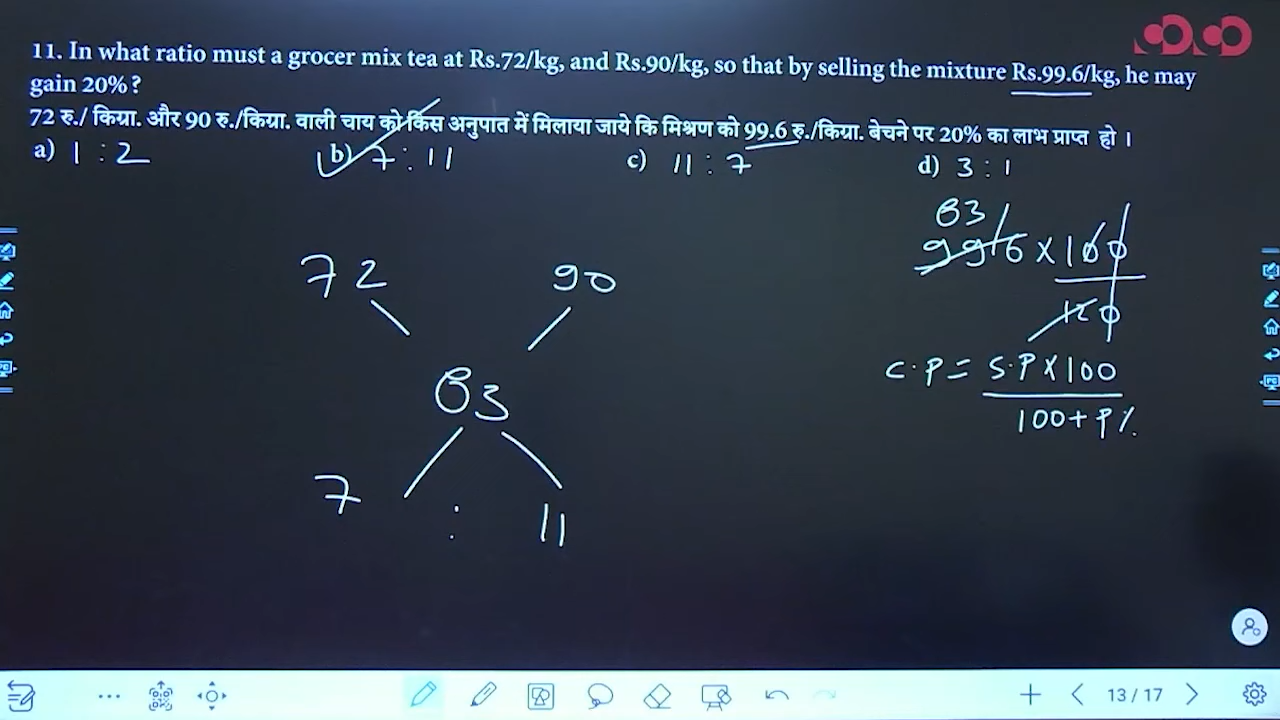 11. In what ratio must a grocer mix tea at Rs.72/kg, and Rs.90/kg, so that by selling the mixture Rs.99.6/kg, he may
gain 20%?
72 रु./ किग्रा. और 90 रु./किग्रा. वाली चाय को किस अनुपात में मिलाया जाये कि मिश्रण को 99.6 रु./किग्रा. बेचने पर 20% का लाभ प्राप्त हो ।
a) 1 : 2 b) 7 : 11 c) 11 : 7 d) 3 : 1
83
99.6 × 100
120
72 90
C.P = S.P × 100
100 + P%
83
7 : 11
13 / 17